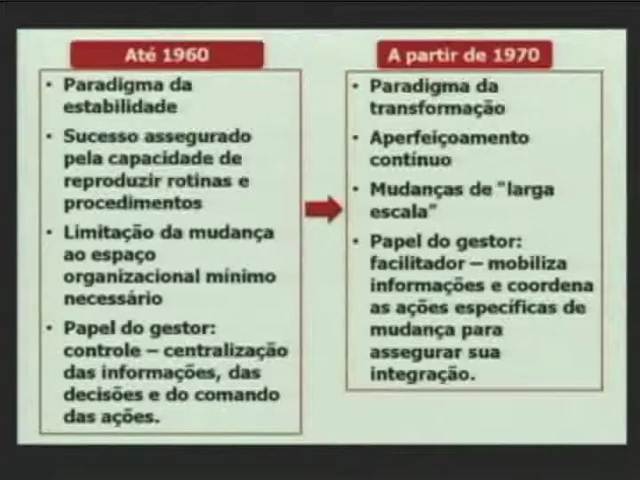 Até 1960
• Paradigma da
estabilidade
• Sucesso assegurado
pela capacidade de
reproduzir rotinas e
procedimentos
• Limitação da mudança
ao espaço
organizacional mínimo
necessário
• Papel do gestor:
controle – centralização
das informações, das
decisões e do comando
das ações.
A partir de 1970
• Paradigma da
transformação
• Aperfeiçoamento
contínuo
• Mudanças de "larga
escala"
• Papel do gestor:
facilitador – mobiliza
informações e coordena
as ações específicas de
mudança para
assegurar sua
integração.